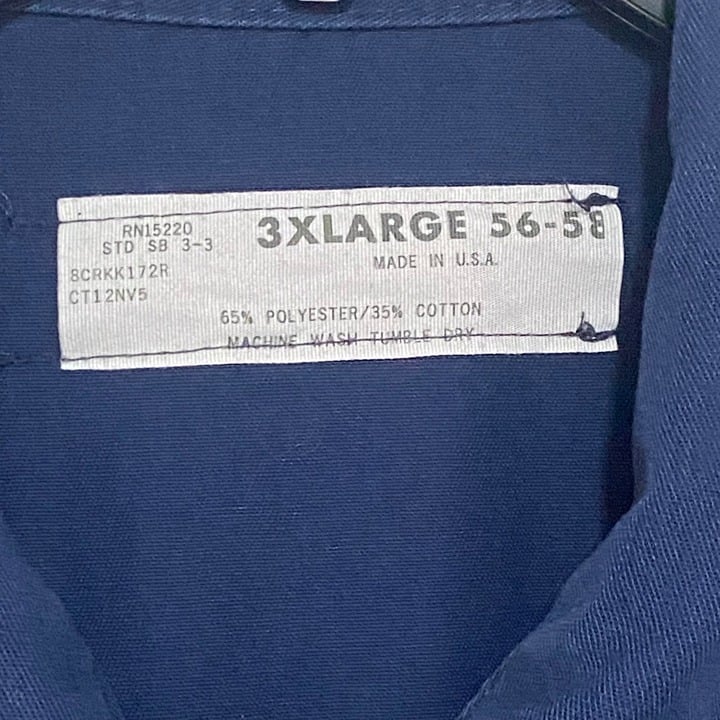 RN15220
STD SB 3-3
3XLARGE 56-58
MADE IN U.S.A.
8CRKK172R
CT12NV5
65% POLYESTER/35% COTTON
MACHINE WASH TUMBLE DRY